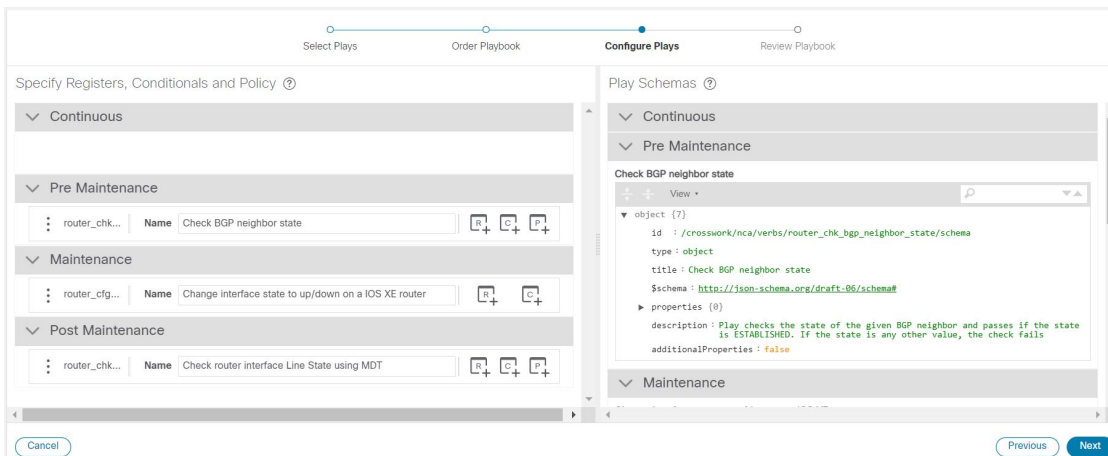 Select Plays
Order Playbook
Configure Plays
Review Playbook
Specify Registers, Conditionals and Policy ?
Continuous
Pre Maintenance
router_chk... Name Check BGP neighbor state R C P
Maintenance
router_cfg... Name Change interface state to up/down on a IOS XE router R C
Post Maintenance
router_chk... Name Check router interface Line State using MDT R C P
Play Schemas ?
Continuous
Pre Maintenance
Check BGP neighbor state
View
object {7}
id : /crosswork/nca/verbs/router_chk_bgp_neighbor_state/schema
type : object
title : Check BGP neighbor state
$schema : http://json-schema.org/draft-06/schema#
properties {0}
description : Play checks the state of the given BGP neighbor and passes if the state
is ESTABLISHED. If the state is any other value, the check fails
additionalProperties : false
Maintenance
Cancel
Previous
Next